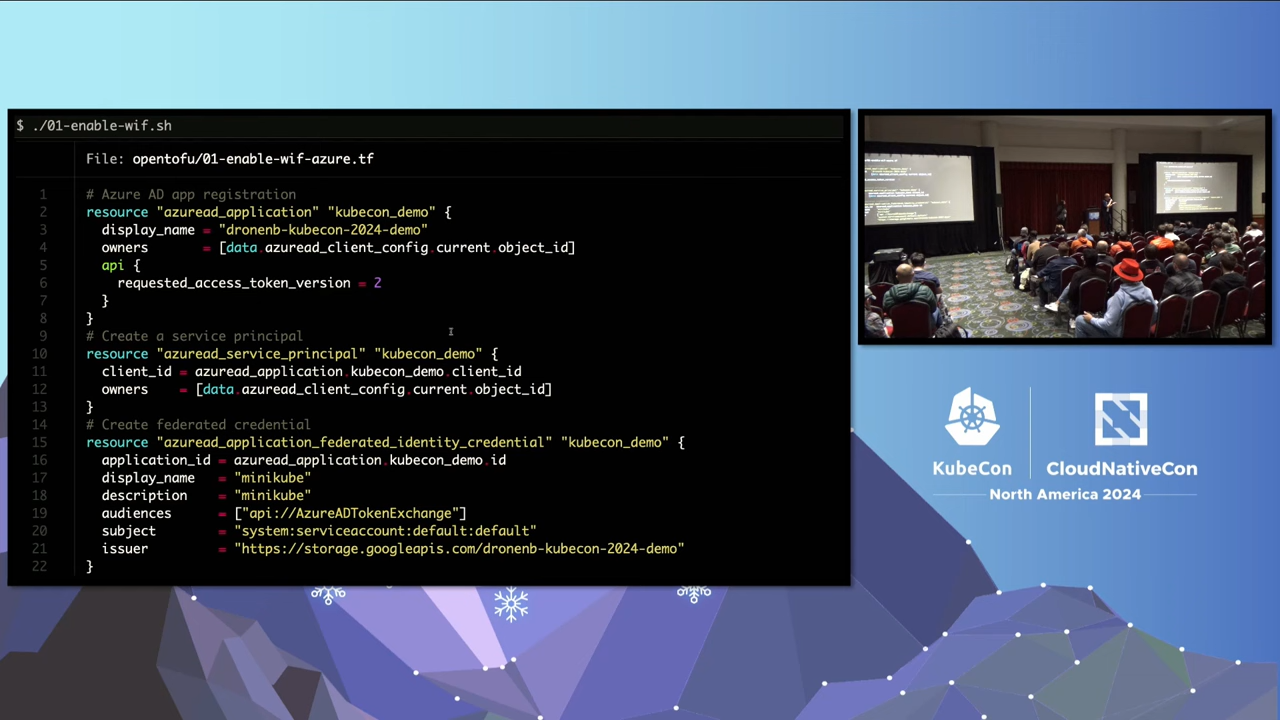 $ ./01-enable-wif.sh
File: opentofu/01-enable-wif-azure.tf
1 # Azure AD app registration
2 resource "azuread_application" "kubecon_demo" {
3 display_name = "dronenb-kubecon-2024-demo"
4 owners = [data.azuread_client_config.current.object_id]
5 api {
6 requested_access_token_version = 2
7 }
8 }
9 # Create a service principal
10 resource "azuread_service_principal" "kubecon_demo" {
11 client_id = azuread_application.kubecon_demo.client_id
12 owners = [data.azuread_client_config.current.object_id]
13 }
14 # Create federated credential
15 resource "azuread_application_federated_identity_credential" "kubecon_demo" {
16 application_id = azuread_application.kubecon_demo.id
17 display_name = "minikube"
18 description = "minikube"
19 audiences = ["api://AzureADTokenExchange"]
20 subject = "system:serviceaccount:default:default"
21 issuer = "https://storage.googleapis.com/dronenb-kubecon-2024-demo"
22 }
KubeCon
CloudNativeCon
North America 2024